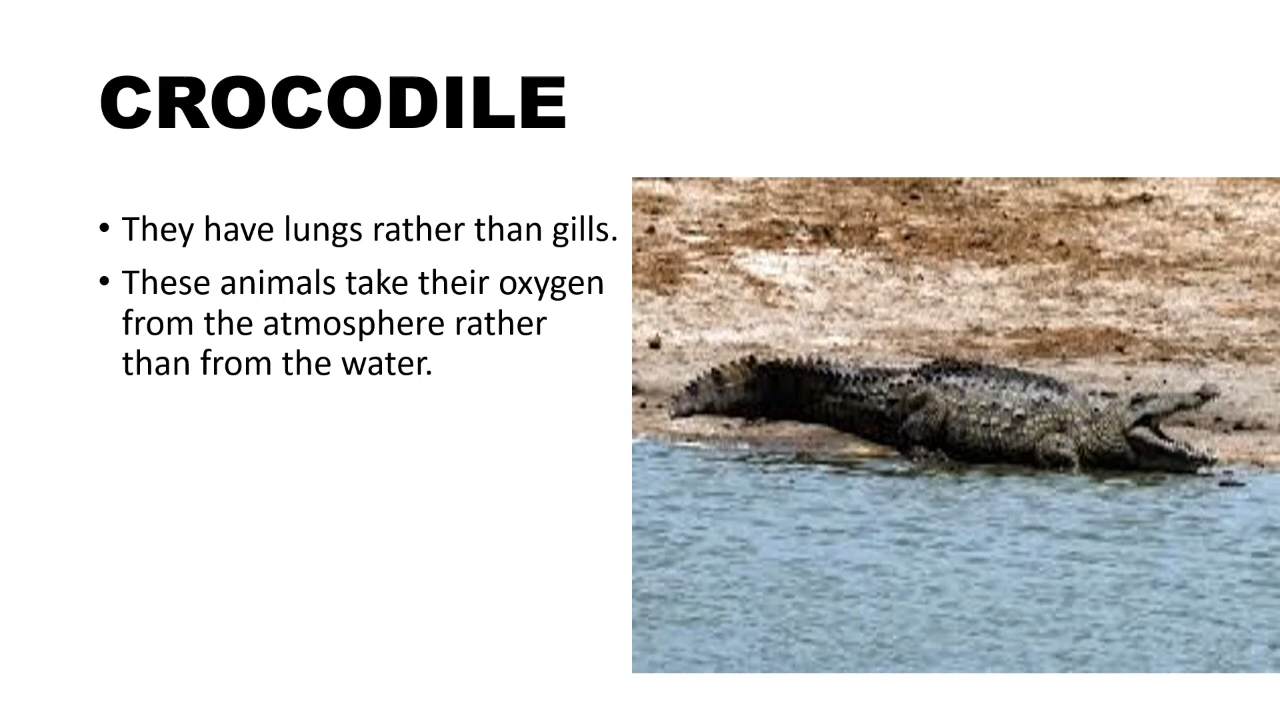 CROCODILE
• They have lungs rather than gills.
• These animals take their oxygen
from the atmosphere rather
than from the water.